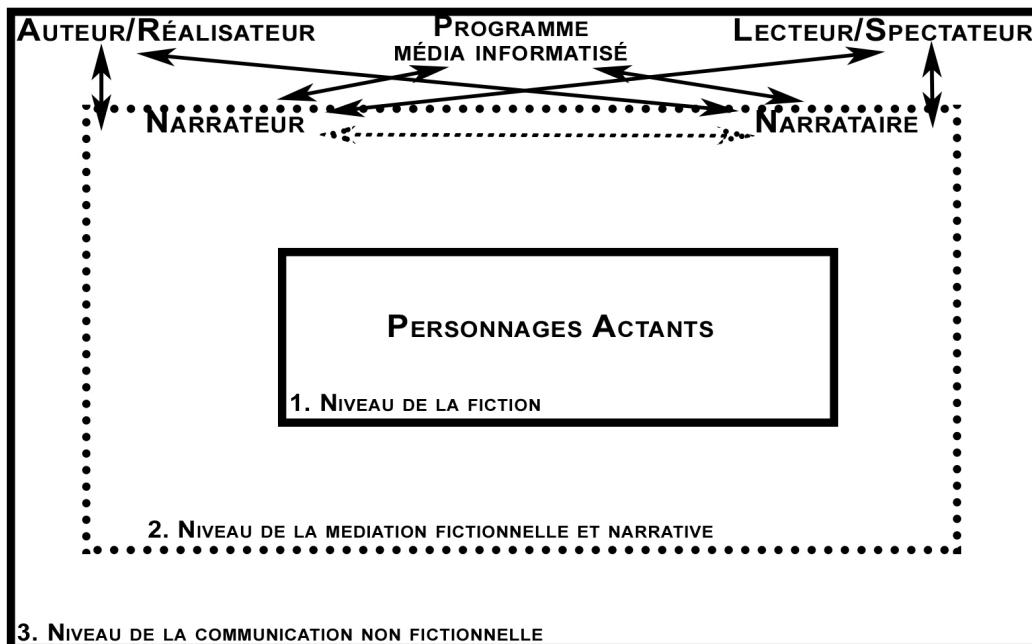 Auteur/Réalisateur
Programme
média informatisé
Lecteur/Spectateur
Narrateur
Narrataire
Personnages Actants
1. Niveau de la fiction
2. Niveau de la mediation fictionnelle et narrative
3. Niveau de la communication non fictionnelle